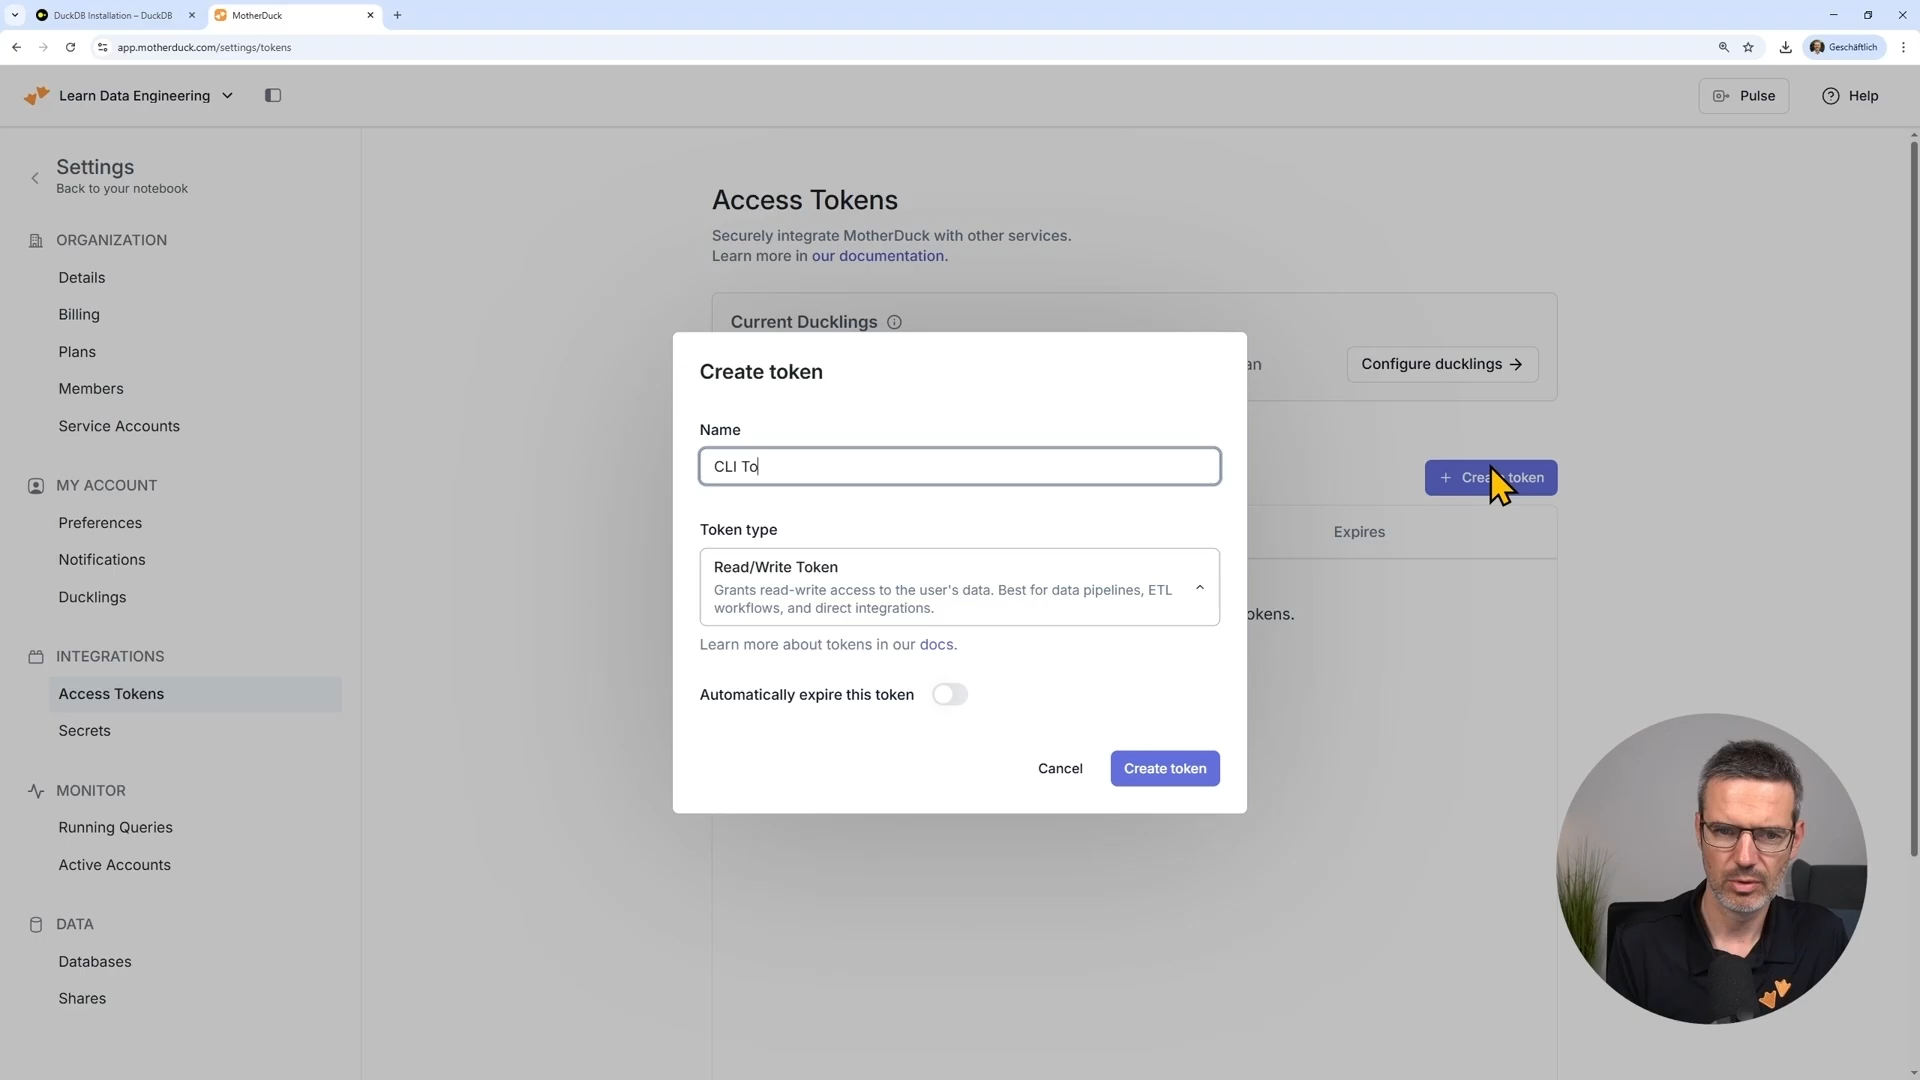 DuckDB Installation – DuckDB
MotherDuck
app.motherduck.com/settings/tokens
Geschäftlich
Learn Data Engineering
Pulse
Help
Settings
Back to your notebook
ORGANIZATION
Details
Billing
Plans
Members
Service Accounts
MY ACCOUNT
Preferences
Notifications
Ducklings
INTEGRATIONS
Access Tokens
Secrets
MONITOR
Running Queries
Active Accounts
DATA
Databases
Shares
Access Tokens
Securely integrate MotherDuck with other services.
Learn more in our documentation.
Current Ducklings
an
Configure ducklings
+ Create token
Expires
okens.
Create token
Name
CLI To
Token type
Read/Write Token
Grants read-write access to the user's data. Best for data pipelines, ETL
workflows, and direct integrations.
Learn more about tokens in our docs.
Automatically expire this token
Cancel
Create token